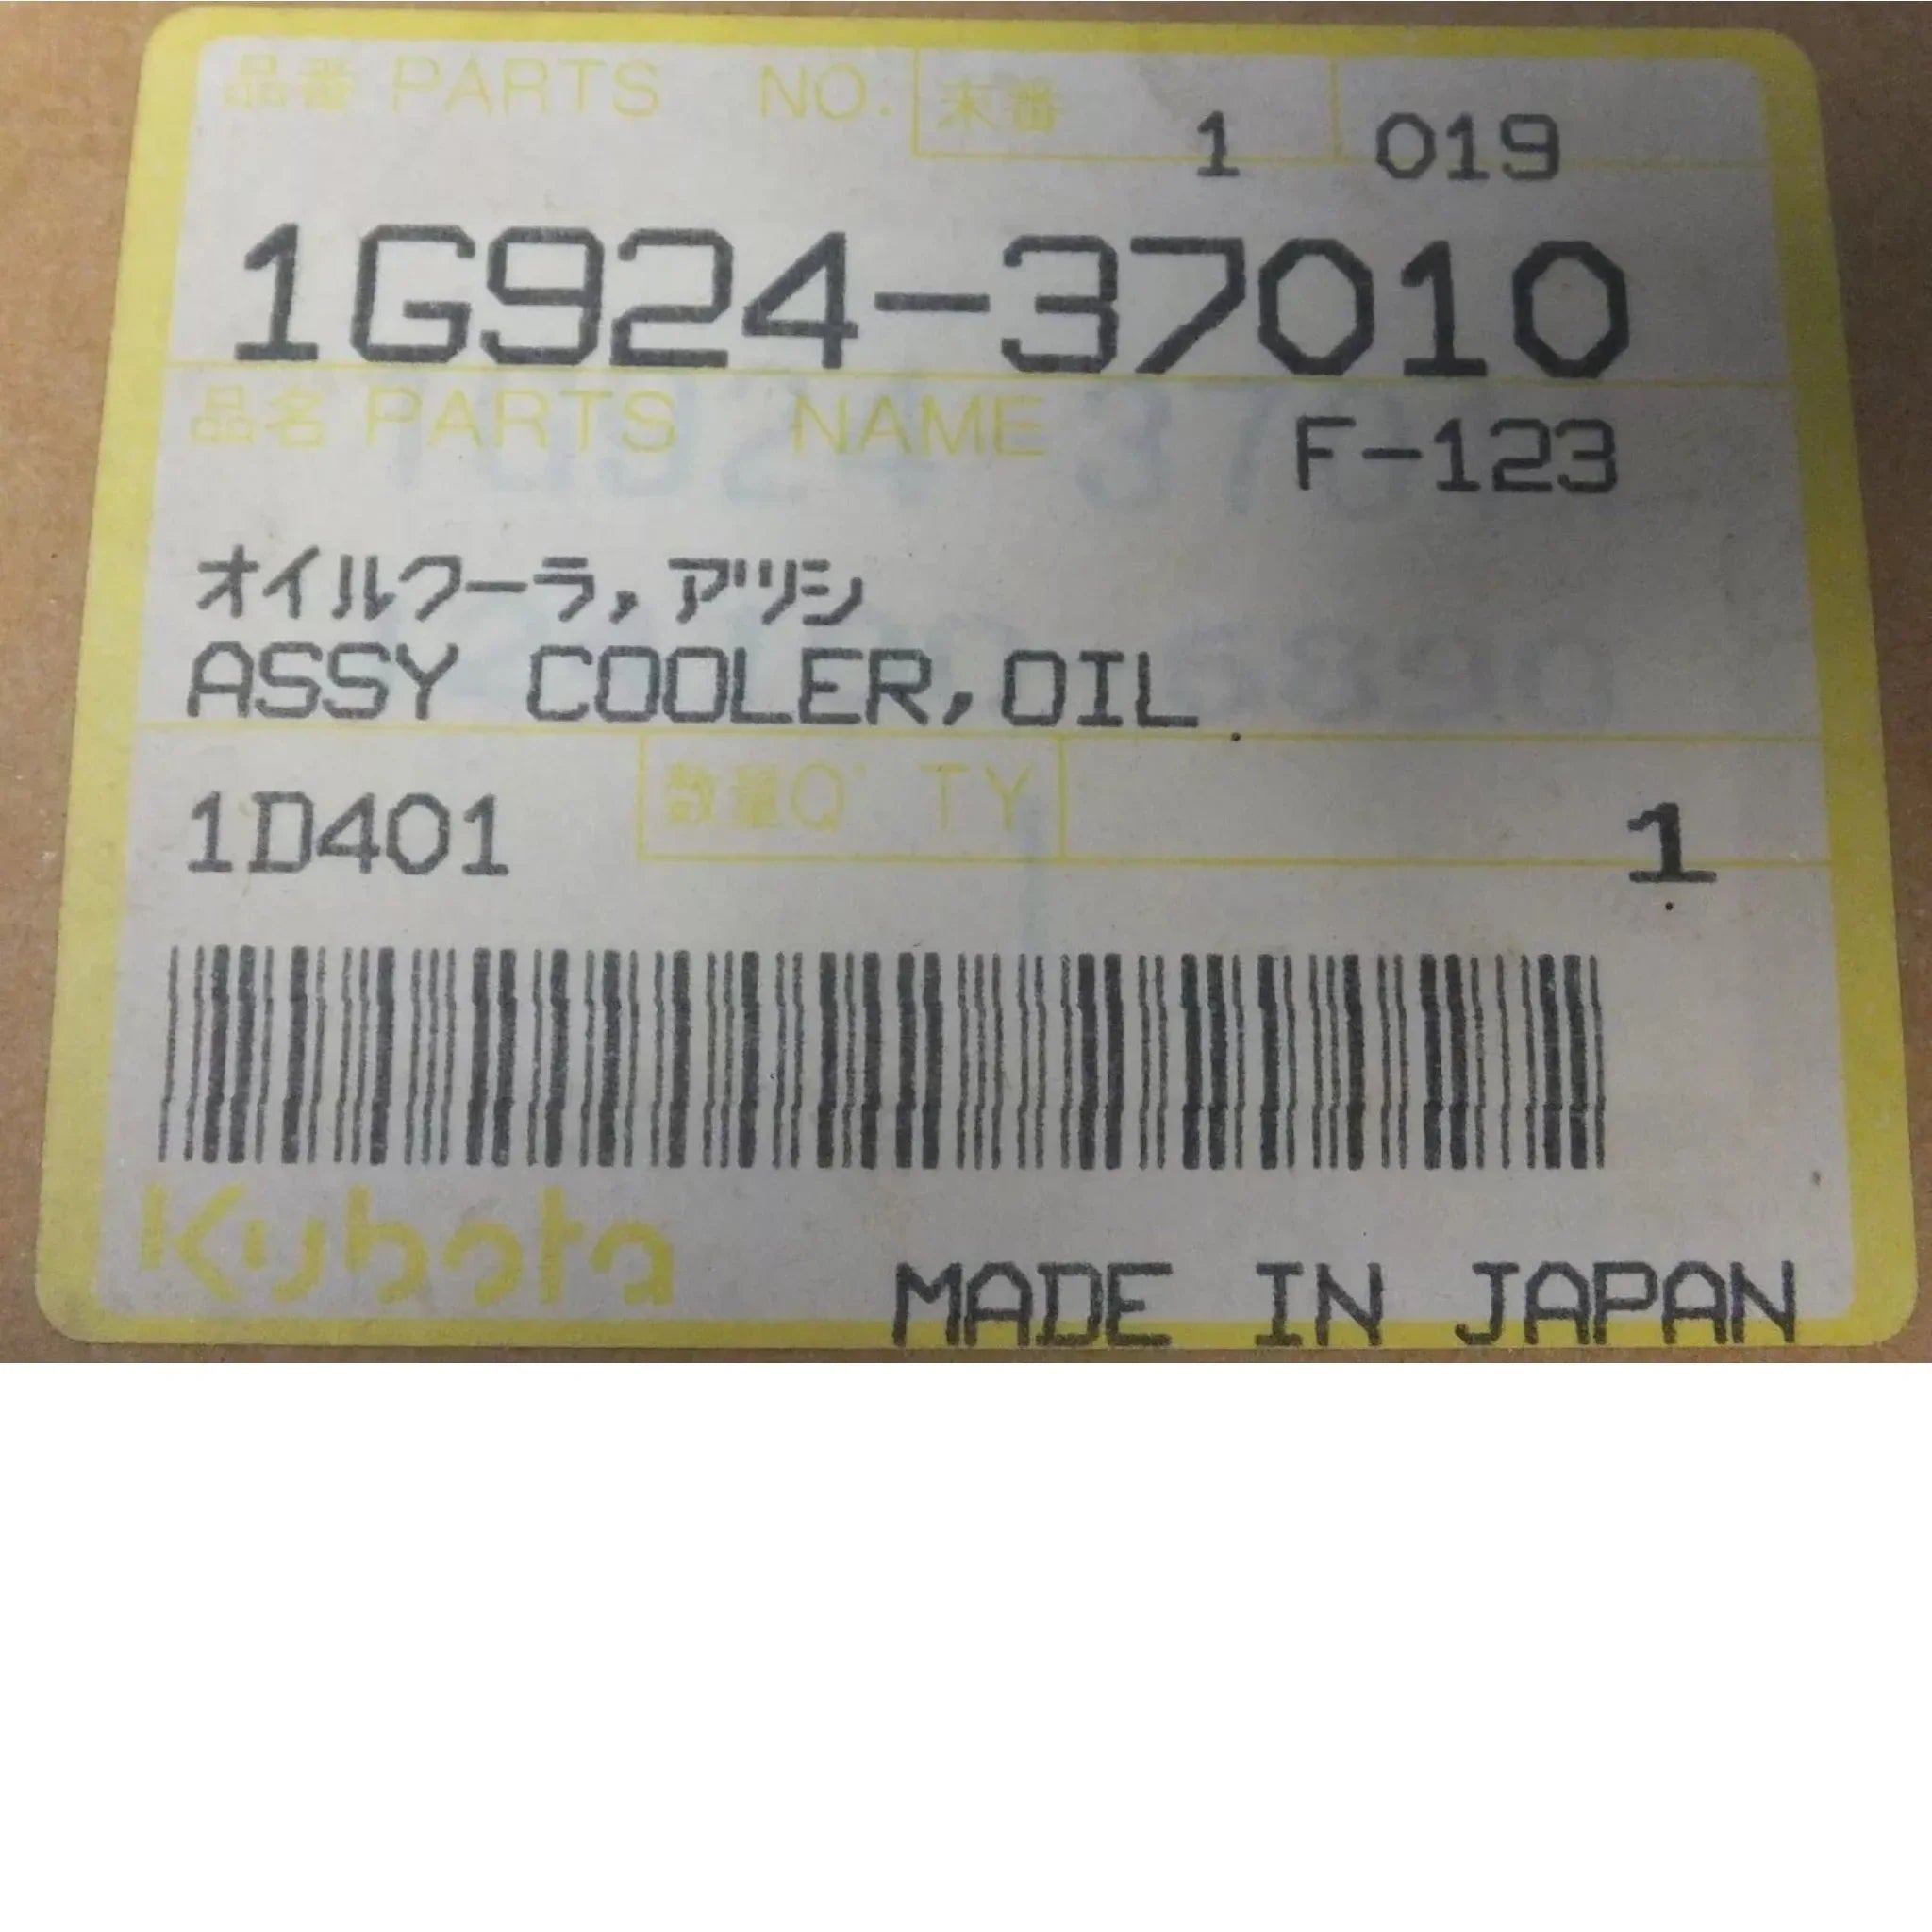 品番 PARTS NO. 末番 1 019
1G924-37010
品名 PARTS NAME F-123
オイルクーラ,アツシ
ASSY COOLER,OIL
1D401 数量Q'TY 1
Kubota
MADE IN JAPAN